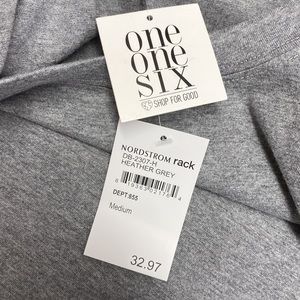 one
one
SIX
SHOP FOR GOOD
NORDSTROM rack
DB-2307-H
HEATHER GREY
DEPT:855
Medium
32.97